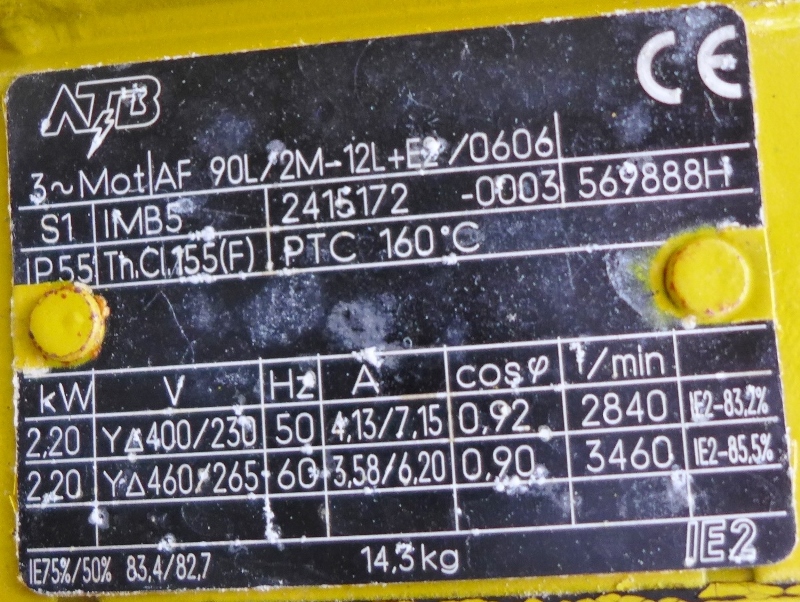 ATB CE
3~Mot AF 90L/2M-12L+E2 /0606
S1 IMB5 2415172 -0003 569888H
IP55 Th.Cl.155(F) PTC 160°C
kW V Hz A cosφ 1/min
2,20 Y∆400/230 50 4,13/7,15 0,92 2840 IE2-83,2%
2,20 Y∆460/265 60 3,58/6,20 0,90 3460 IE2-85,5%
IE75%/50% 83,4/82,7 14,3kg IE2